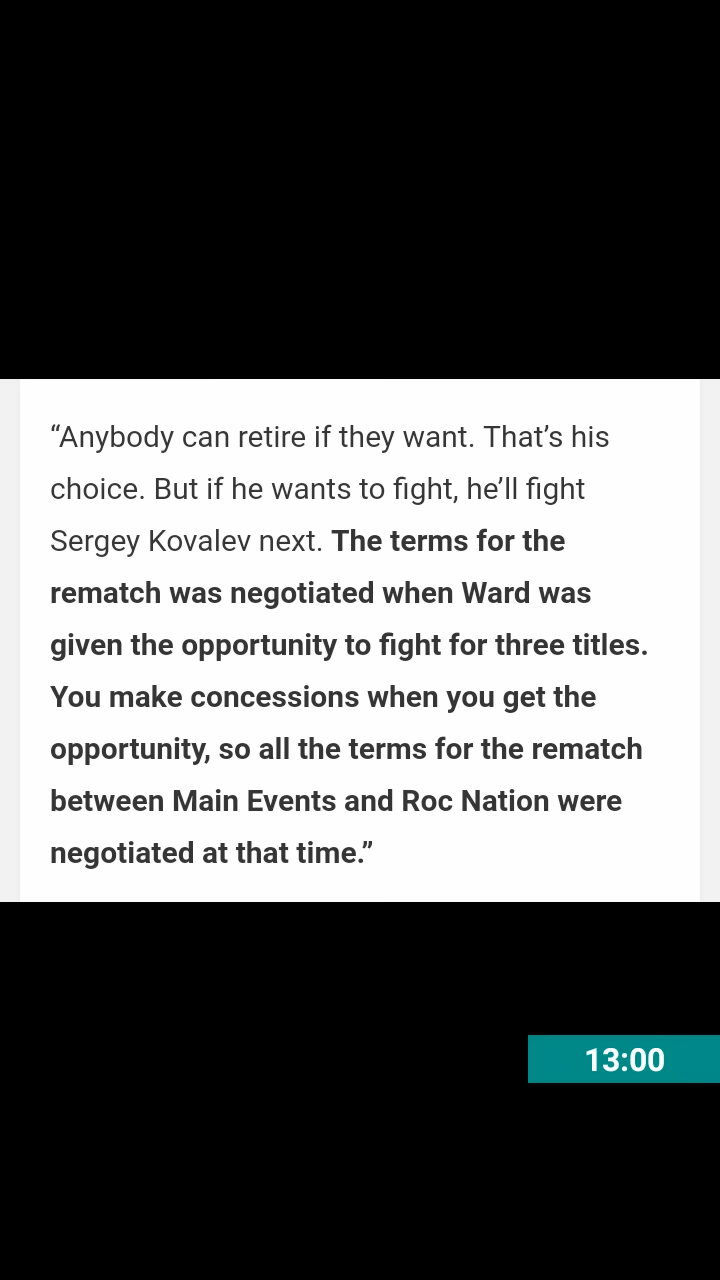 “Anybody can retire if they want. That’s his
choice. But if he wants to fight, he’ll fight
Sergey Kovalev next. The terms for the
rematch was negotiated when Ward was
given the opportunity to fight for three titles.
You make concessions when you get the
opportunity, so all the terms for the rematch
between Main Events and Roc Nation were
negotiated at that time.”
13:00